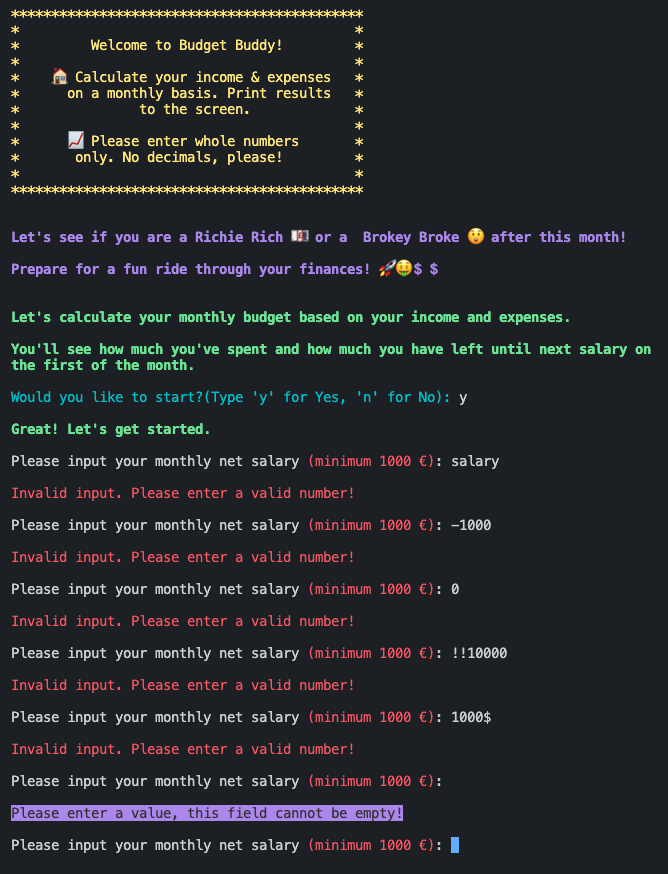 ********************************************
* *
* Welcome to Budget Buddy! *
* *
* 🏠 Calculate your income & expenses *
* on a monthly basis. Print results *
* to the screen. *
* *
* 📈 Please enter whole numbers *
* only. No decimals, please! *
* *
********************************************
Let's see if you are a Richie Rich 💶 or a  Brokey Broke 😲 after this month!
Prepare for a fun ride through your finances! 🚀🤑$ $
Let's calculate your monthly budget based on your income and expenses.
You'll see how much you've spent and how much you have left until next salary on
the first of the month.
Would you like to start?(Type 'y' for Yes, 'n' for No): y
Great! Let's get started.
Please input your monthly net salary (minimum 1000 €): salary
Invalid input. Please enter a valid number!
Please input your monthly net salary (minimum 1000 €): -1000
Invalid input. Please enter a valid number!
Please input your monthly net salary (minimum 1000 €): 0
Invalid input. Please enter a valid number!
Please input your monthly net salary (minimum 1000 €): !!10000
Invalid input. Please enter a valid number!
Please input your monthly net salary (minimum 1000 €): 1000$
Invalid input. Please enter a valid number!
Please input your monthly net salary (minimum 1000 €):
Please enter a value, this field cannot be empty!
Please input your monthly net salary (minimum 1000 €):